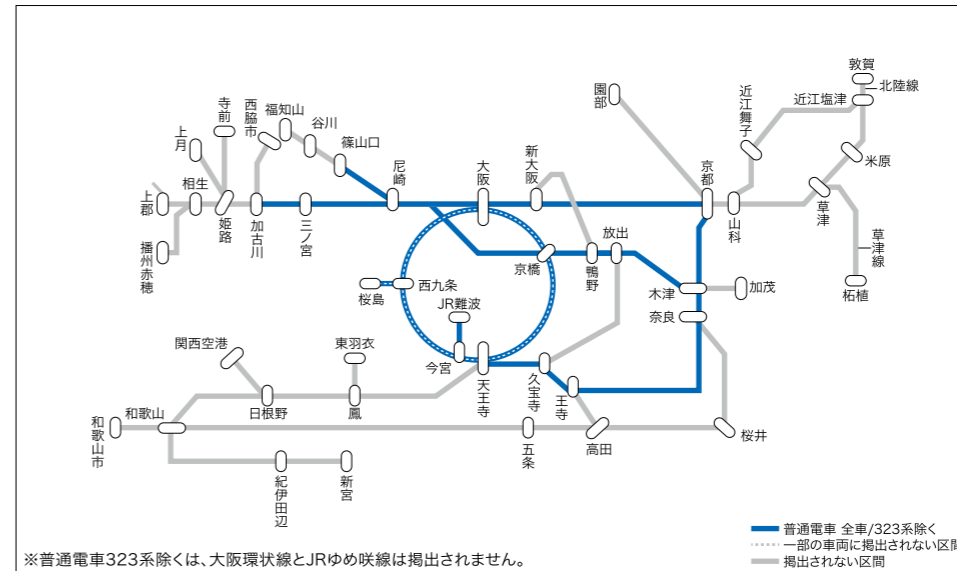 敦賀
北陸線
近江塩津
近江舞子
園部
米原
寺前
西脇市
福知山
谷川
篠山口
上月
尼崎
大阪
新大阪
京都
山科
草津
草津線
柘植
相生
上郡
姫路
加古川
三ノ宮
播州赤穂
放出
京橋
鴫野
木津
加茂
奈良
桜島
西九条
JR難波
今宮
天王寺
久宝寺
王寺
関西空港
東羽衣
日根野
鳳
和歌山
和歌山市
五条
高田
桜井
紀伊田辺
新宮
普通電車 全車/323系除く
一部の車両に掲出されない区間
掲出されない区間
※普通電車323系除くは、大阪環状線とJRゆめ咲線は掲出されません。